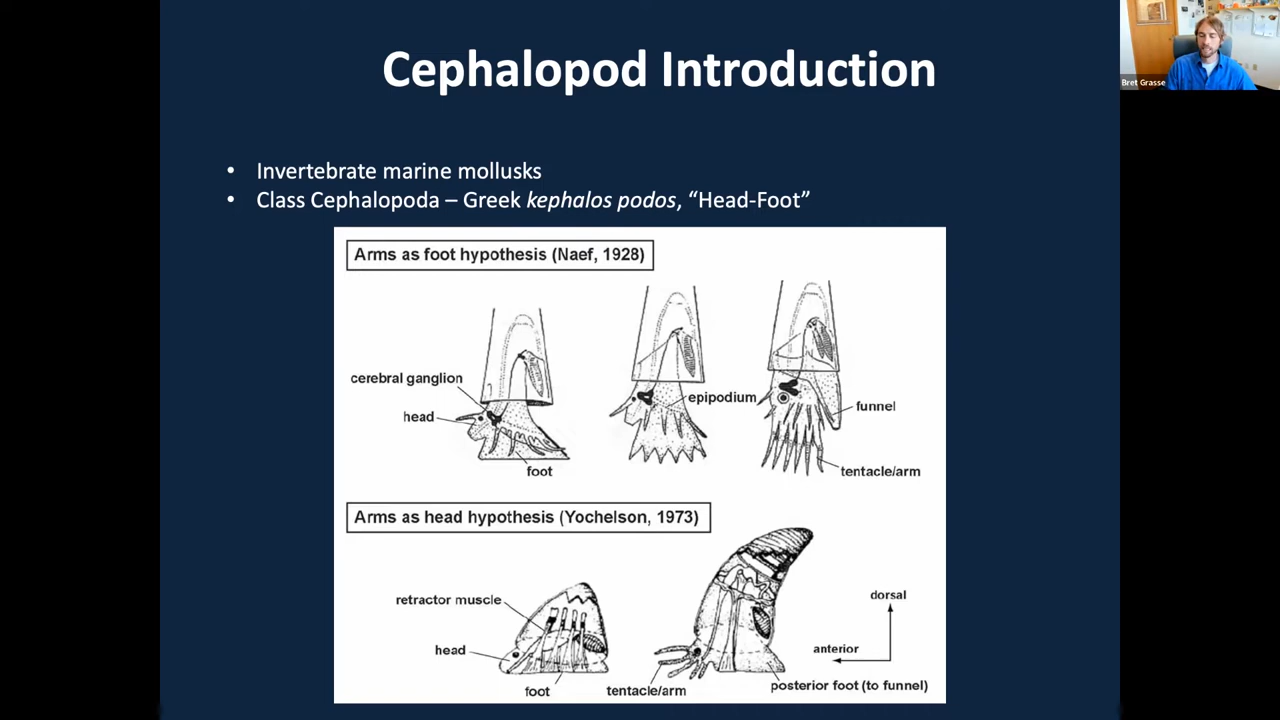 Cephalopod Introduction
Bret Grasse
• Invertebrate marine mollusks
• Class Cephalopoda – Greek kephalos podos, “Head-Foot”
Arms as foot hypothesis (Naef, 1928)
cerebral ganglion
head
foot
epipodium
funnel
tentacle/arm
Arms as head hypothesis (Yochelson, 1973)
retractor muscle
head
foot
tentacle/arm
dorsal
anterior
posterior foot (to funnel)